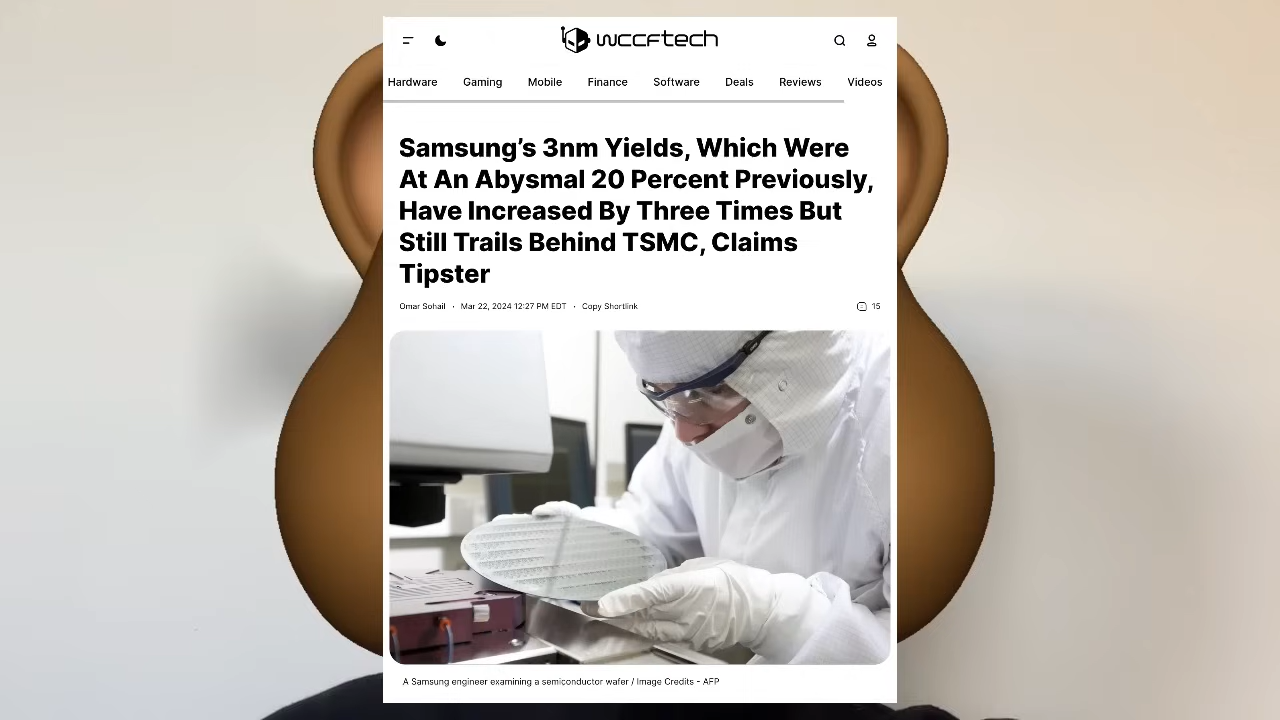 wccftech
Hardware Gaming Mobile Finance Software Deals Reviews Videos
Samsung’s 3nm Yields, Which Were
At An Abysmal 20 Percent Previously,
Have Increased By Three Times But
Still Trails Behind TSMC, Claims
Tipster
Omar Sohail • Mar 22, 2024 12:27 PM EDT • Copy Shortlink 15
A Samsung engineer examining a semiconductor wafer / Image Credits - AFP